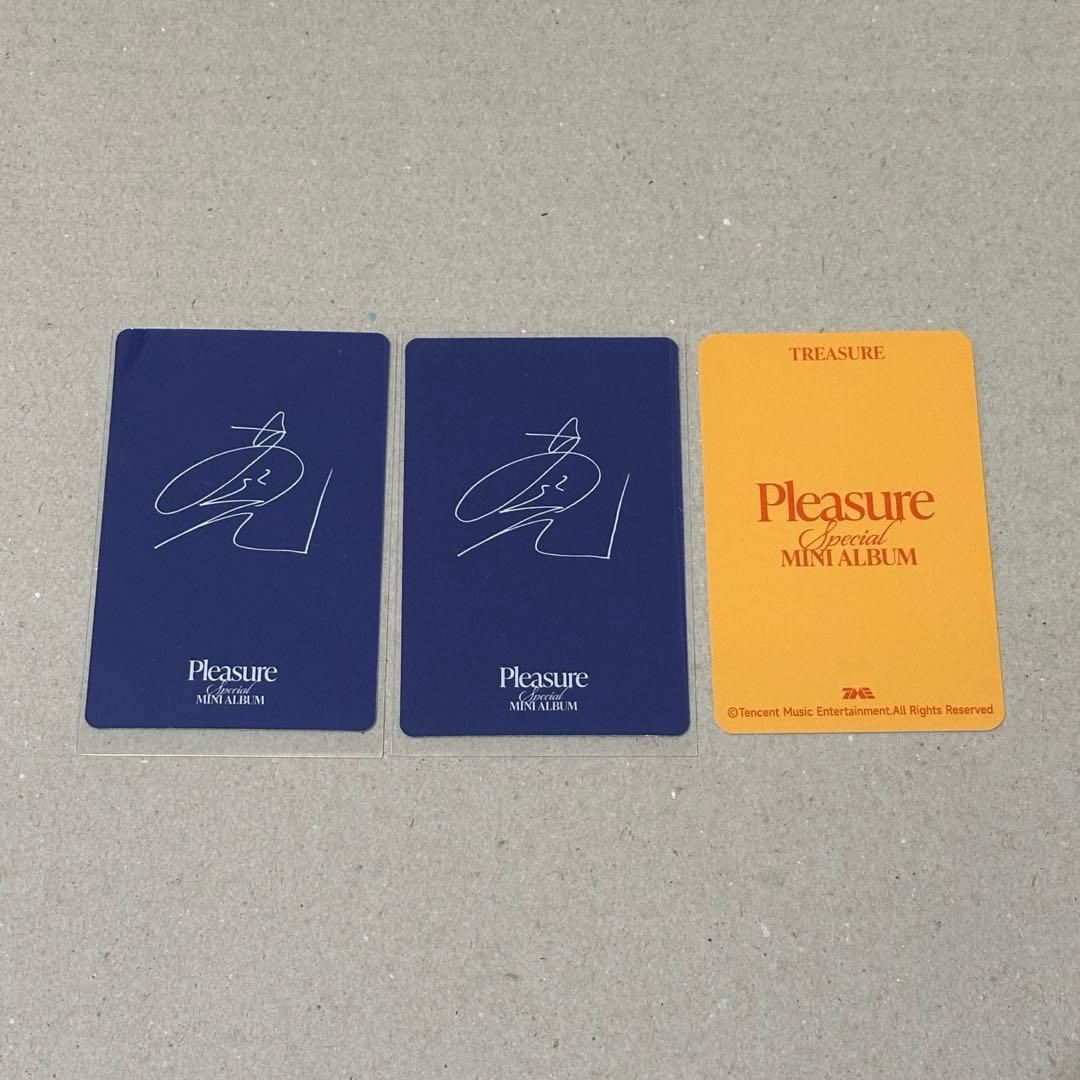 Pleasure
Special
MINI ALBUM
Pleasure
Special
MINI ALBUM
TREASURE
Pleasure
Special
MINI ALBUM
TME
©Tencent Music Entertainment.All Rights Reserved